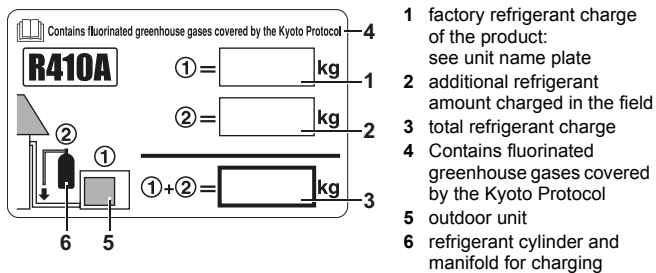 Contains fluorinated greenhouse gases covered by the Kyoto Protocol 4
R410A
①= kg
1
②= kg
2
②
①
①+②= kg
3
6 5
1 factory refrigerant charge
of the product:
see unit name plate
2 additional refrigerant
amount charged in the field
3 total refrigerant charge
4 Contains fluorinated
greenhouse gases covered
by the Kyoto Protocol
5 outdoor unit
6 refrigerant cylinder and
manifold for charging